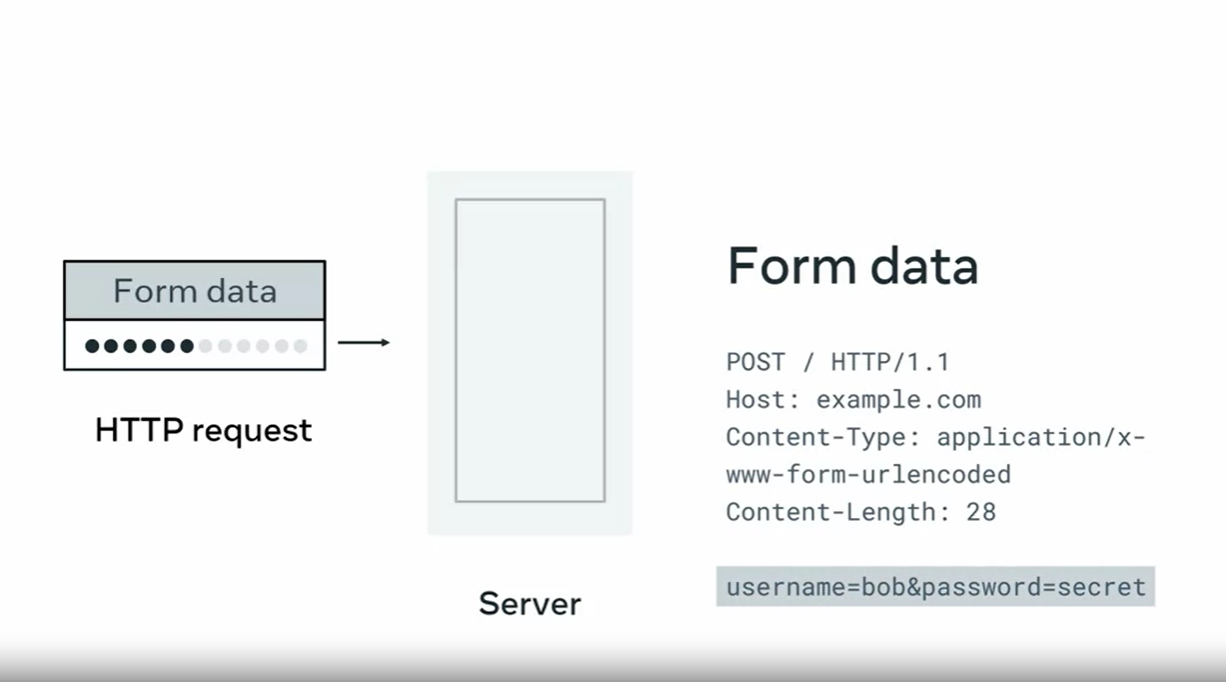 Form data
HTTP request
Server
Form data
POST / HTTP/1.1
Host: example.com
Content-Type: application/x-
www-form-urlencoded
Content-Length: 28
username=bob&password=secret